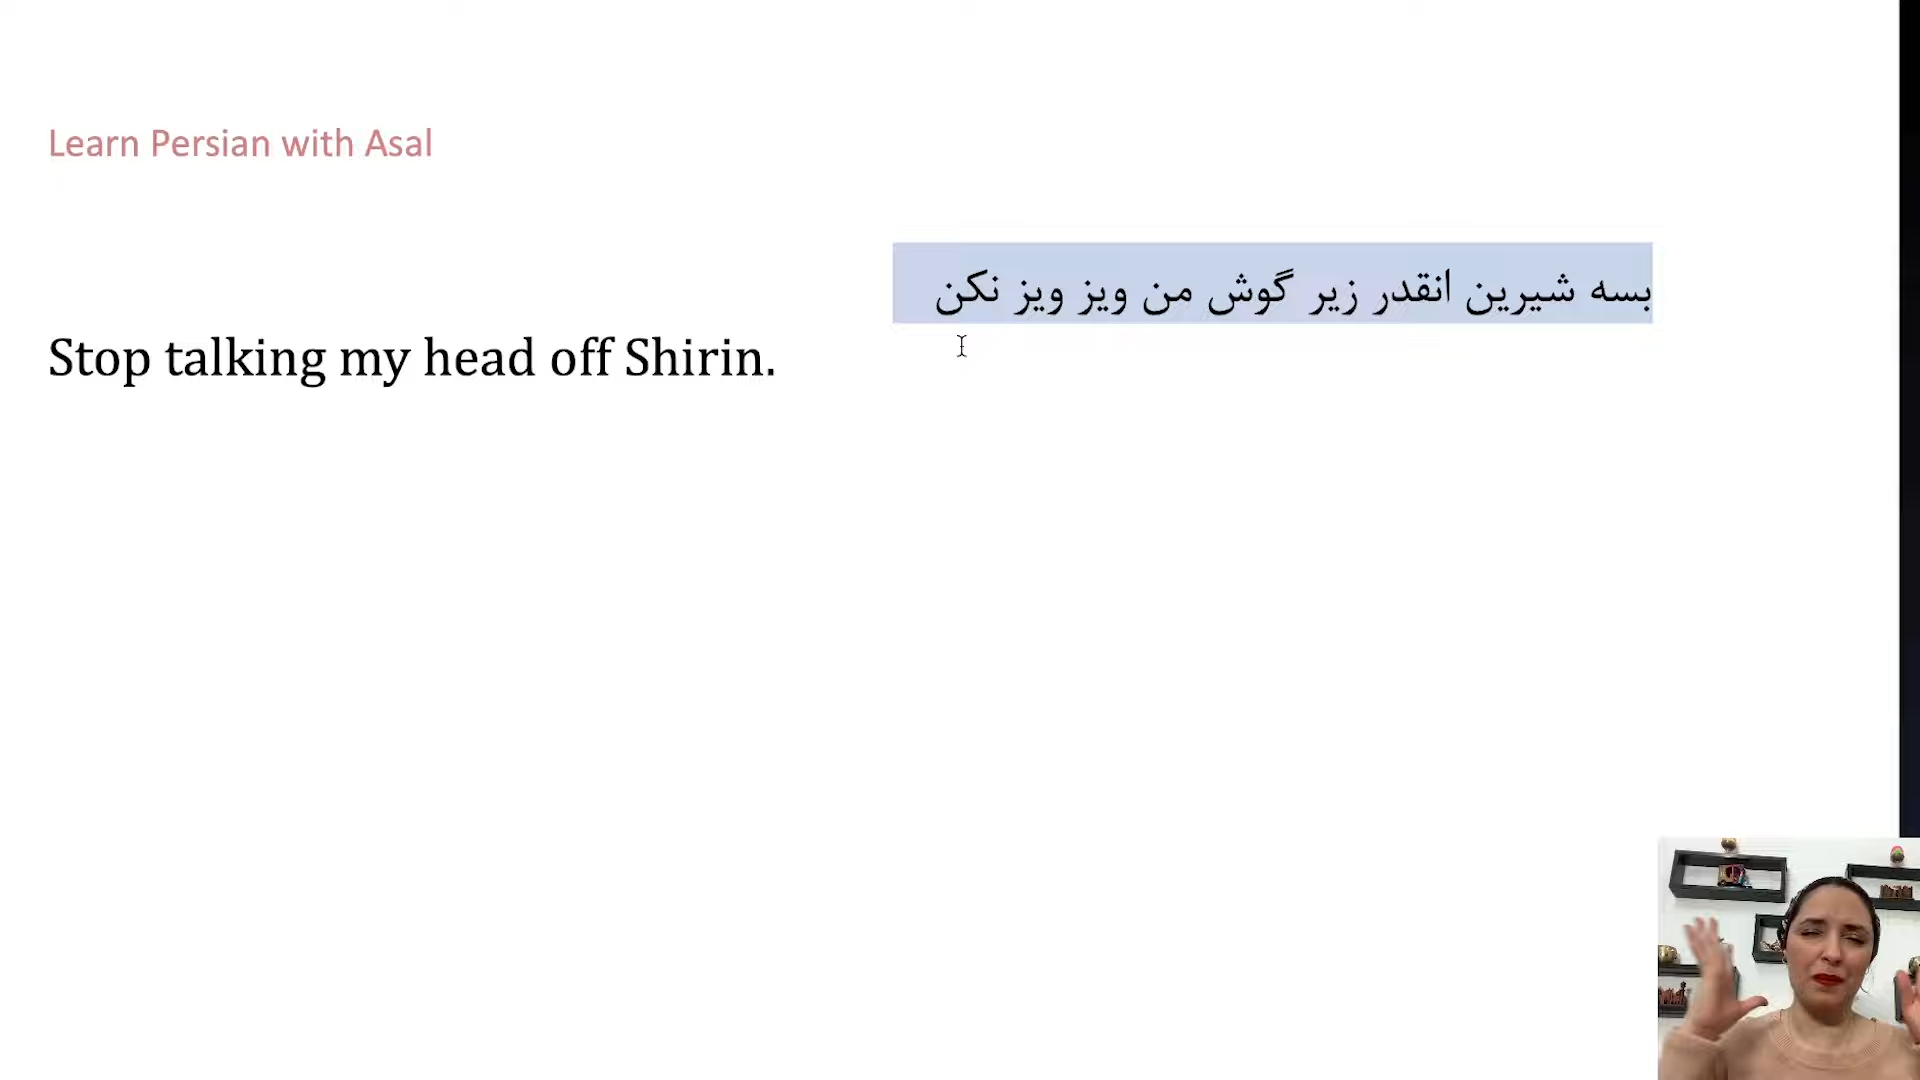 Learn Persian with Asal
بسه شیرین انقدر زیر گوش من ویز ویز نکن
Stop talking my head off Shirin.